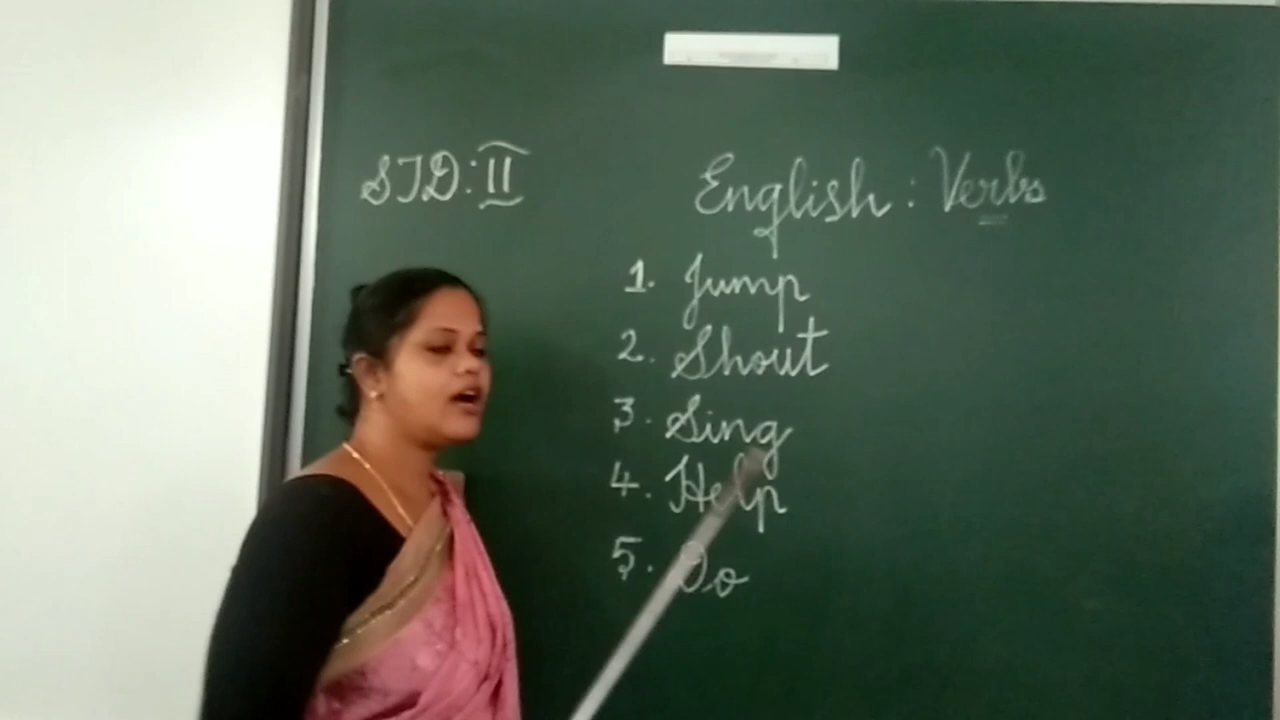 STD: II
English : Verbs
1. Jump
2. Shout
3. Sing
4. Help
5. Do